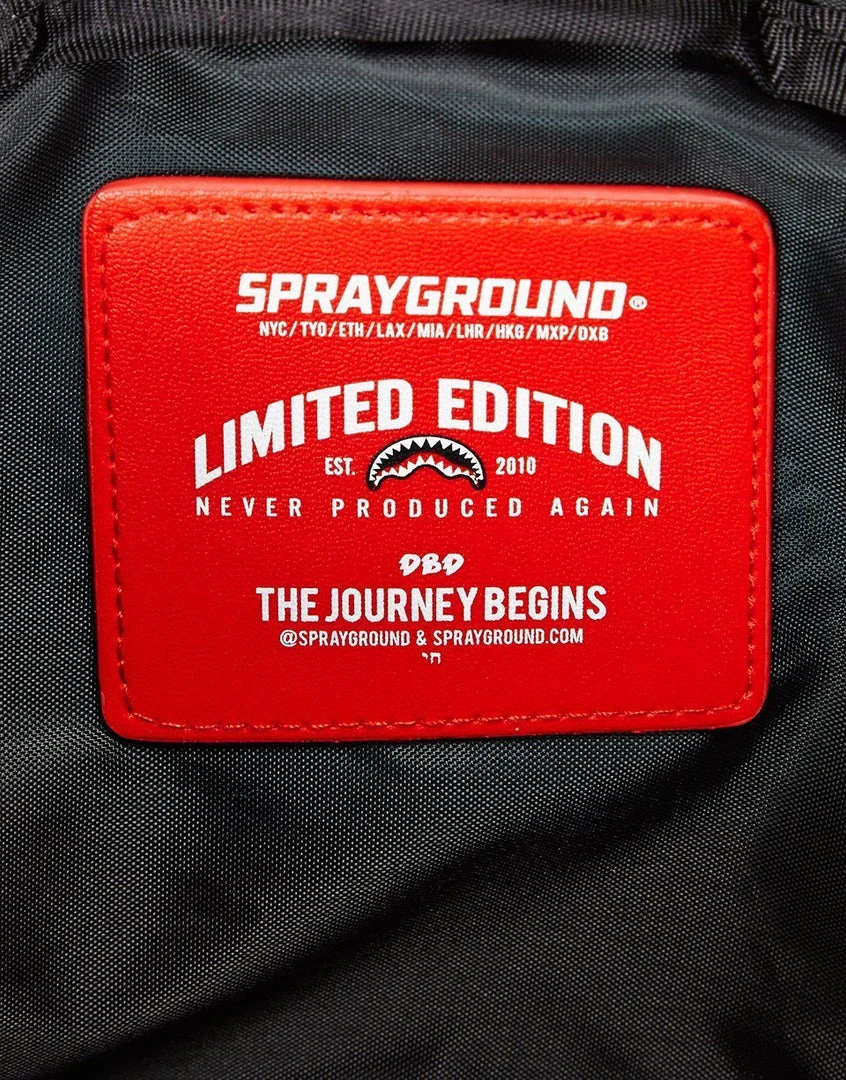 SPRAYGROUND®
NYC/TYO/ETH/LAX/MIA/LHR/HKG/MXP/DXB
LIMITED EDITION
EST. 2010
NEVER PRODUCED AGAIN
DBD
THE JOURNEY BEGINS
@SPRAYGROUND & SPRAYGROUND.COM
חי